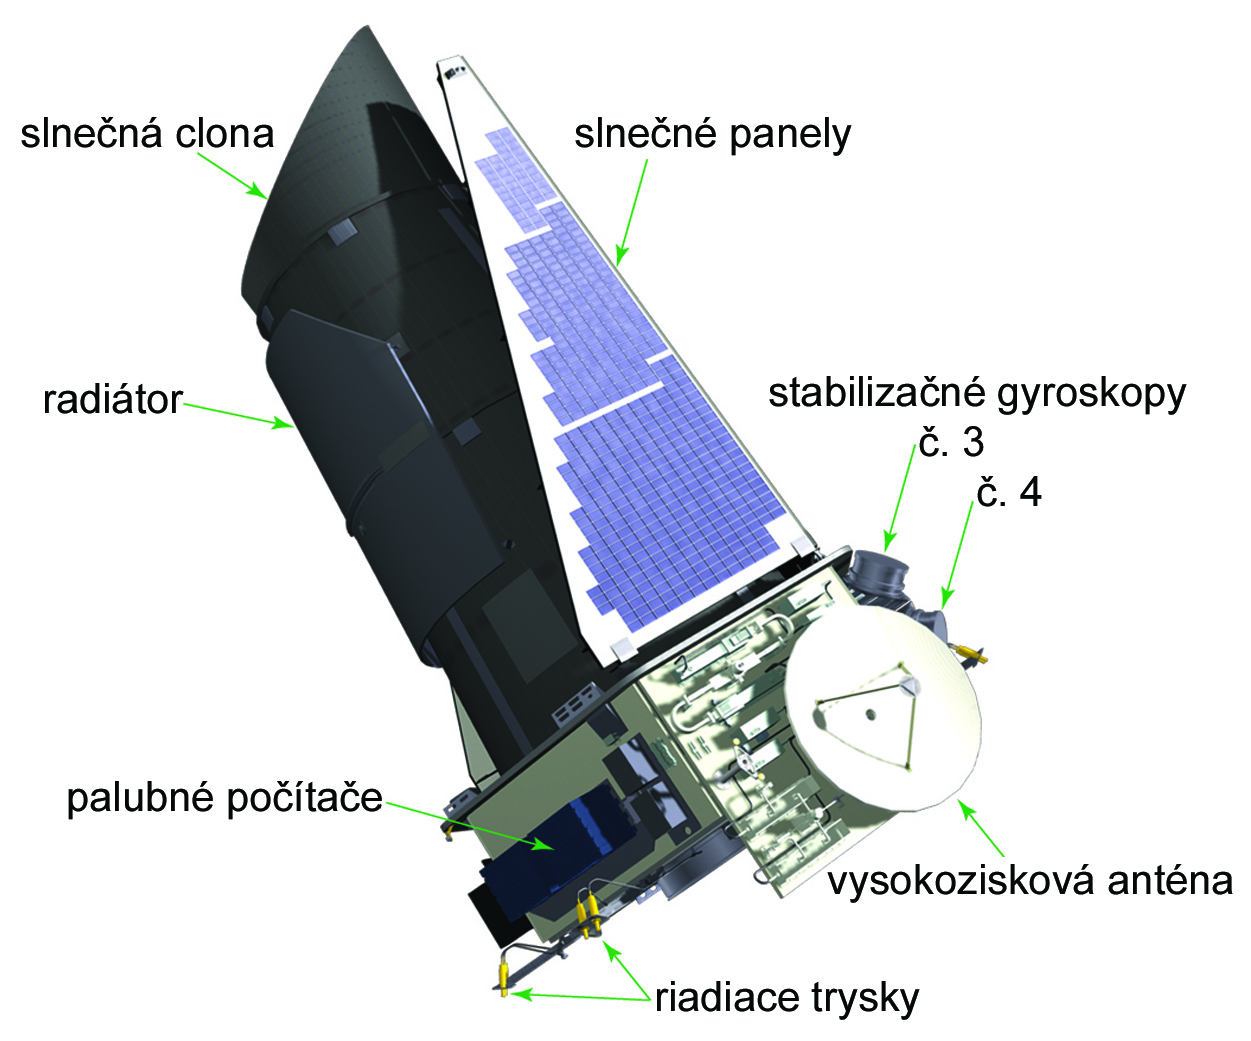 slnečná clona
slnečné panely
radiátor
stabilizačné gyroskopy
č. 3
č. 4
palubné počítače
vysokozisková anténa
riadiace trysky